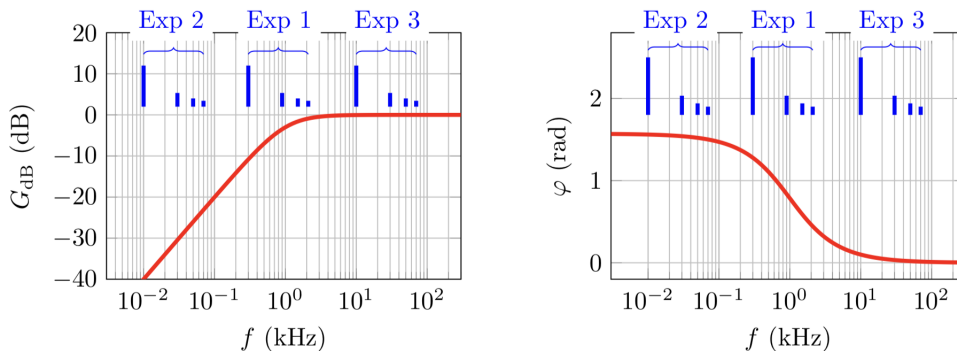 Exp 2 Exp 1 Exp 3
20
10
0
−10
−20
−30
−40
G_dB (dB)
10^−2 10^−1 10^0 10^1 10^2
f (kHz)
Exp 2 Exp 1 Exp 3
2
1
0
φ (rad)
10^−2 10^−1 10^0 10^1 10^2
f (kHz)